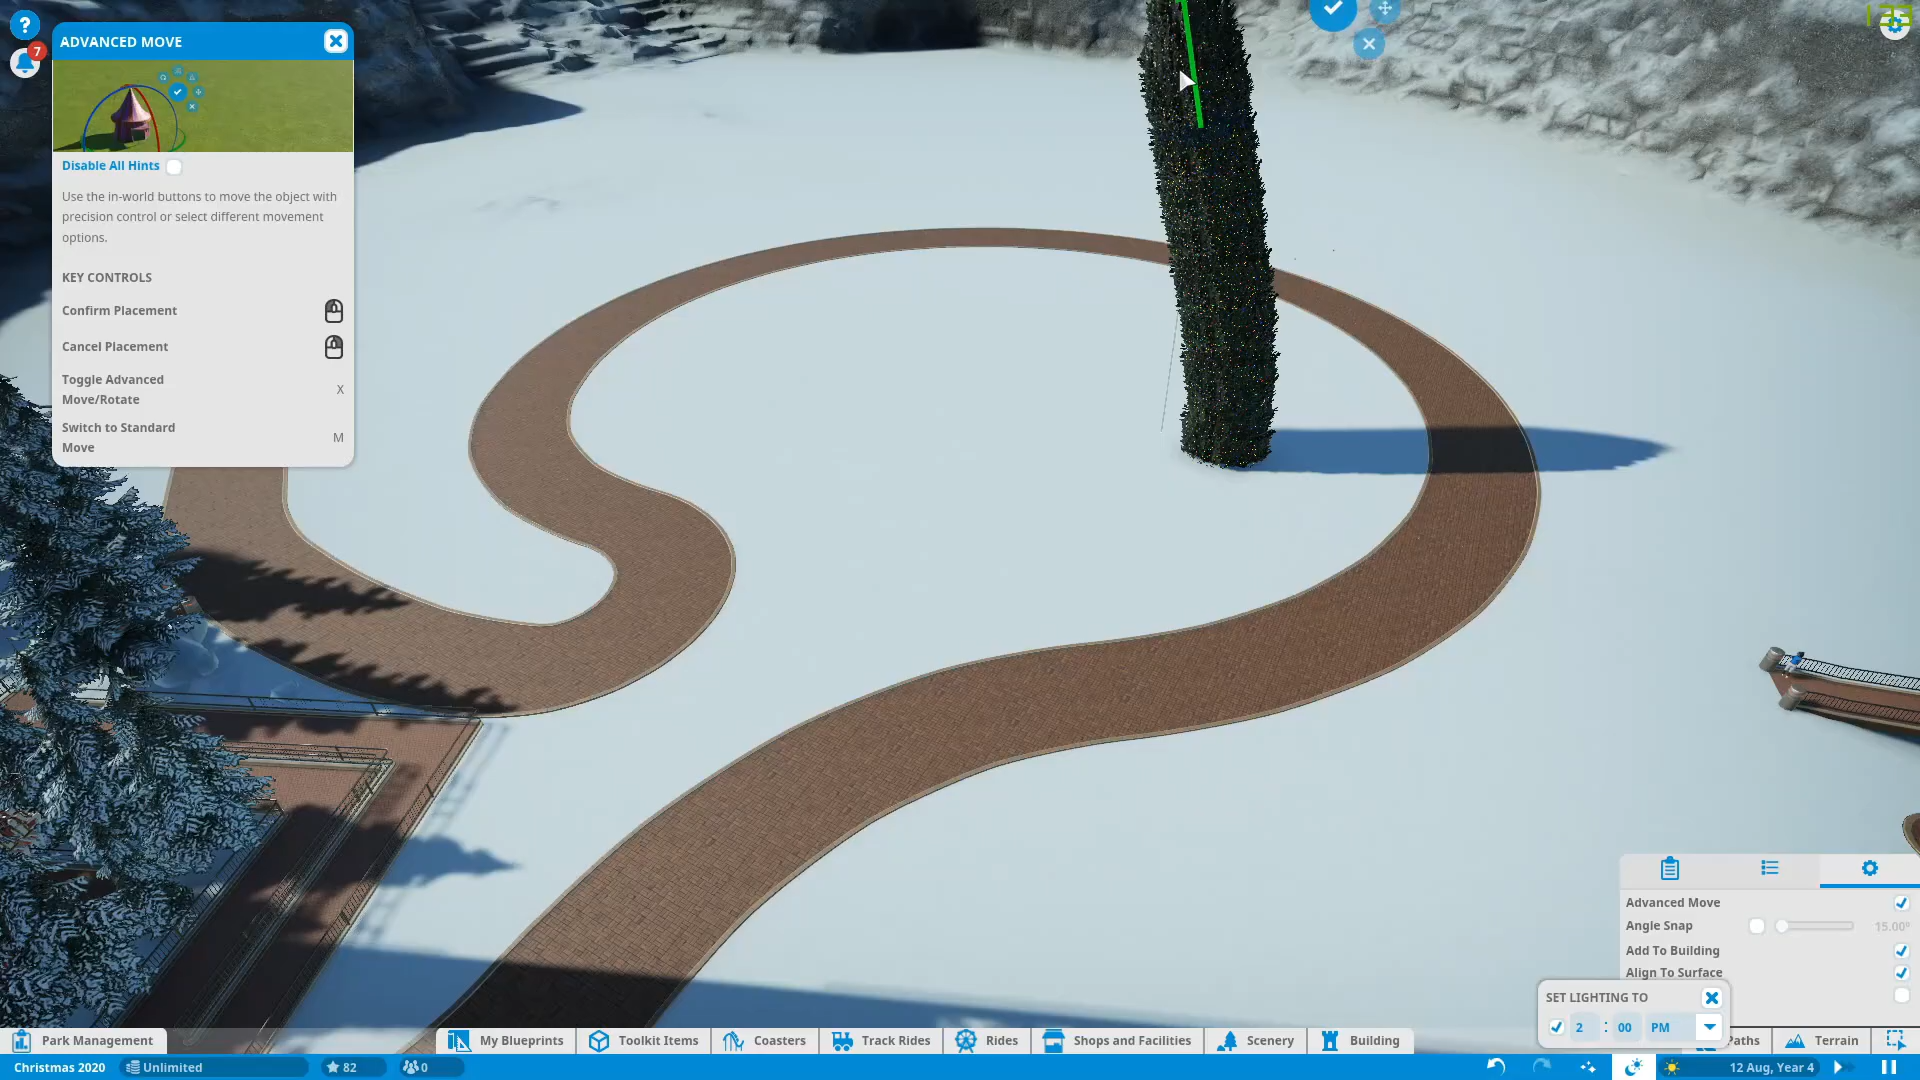 ?
7
ADVANCED MOVE
Disable All Hints
Use the in-world buttons to move the object with
precision control or select different movement
options.
KEY CONTROLS
Confirm Placement
Cancel Placement
Toggle Advanced
Move/Rotate
X
Switch to Standard
Move
M
133
Advanced Move
Angle Snap
15.00°
Add To Building
Align To Surface
SET LIGHTING TO
2 : 00 PM
Park Management
My Blueprints
Toolkit Items
Coasters
Track Rides
Rides
Shops and Facilities
Scenery
Building
Paths
Terrain
Christmas 2020
Unlimited
82
0
12 Aug, Year 4